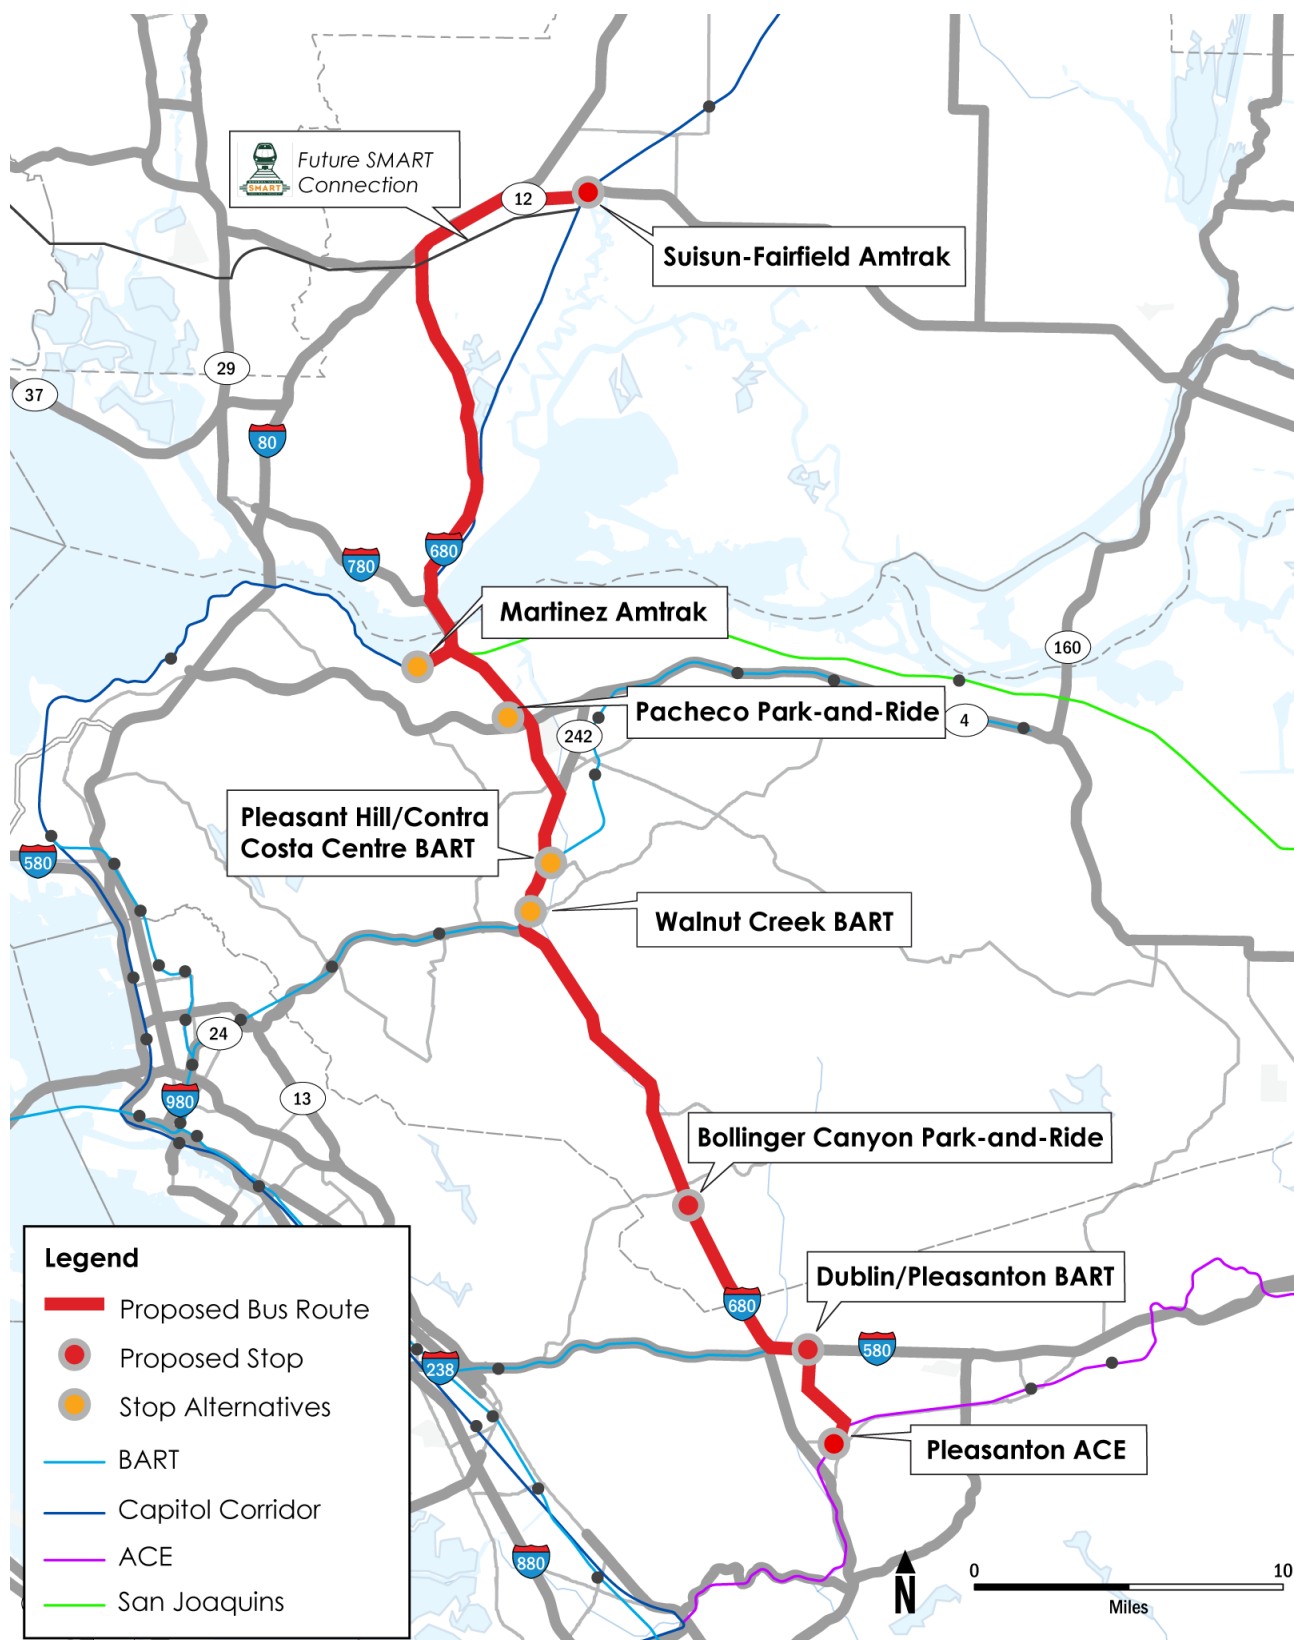 Future SMART
Connection
SMART
12
Suisun-Fairfield Amtrak
29
37
80
680
780
Martinez Amtrak
160
Pacheco Park-and-Ride
4
242
Pleasant Hill/Contra
Costa Centre BART
580
Walnut Creek BART
24
980
13
Bollinger Canyon Park-and-Ride
Dublin/Pleasanton BART
680
580
238
Pleasanton ACE
880
Legend
Proposed Bus Route
Proposed Stop
Stop Alternatives
BART
Capitol Corridor
ACE
San Joaquins
N
0 10
Miles